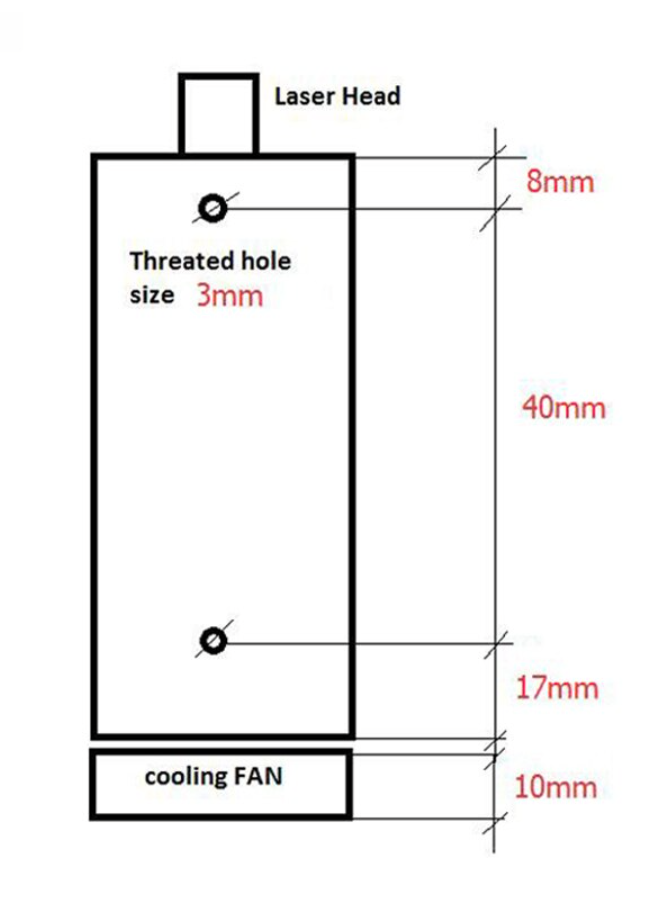 Laser Head
8mm
Threated hole
size 3mm
40mm
17mm
cooling FAN
10mm